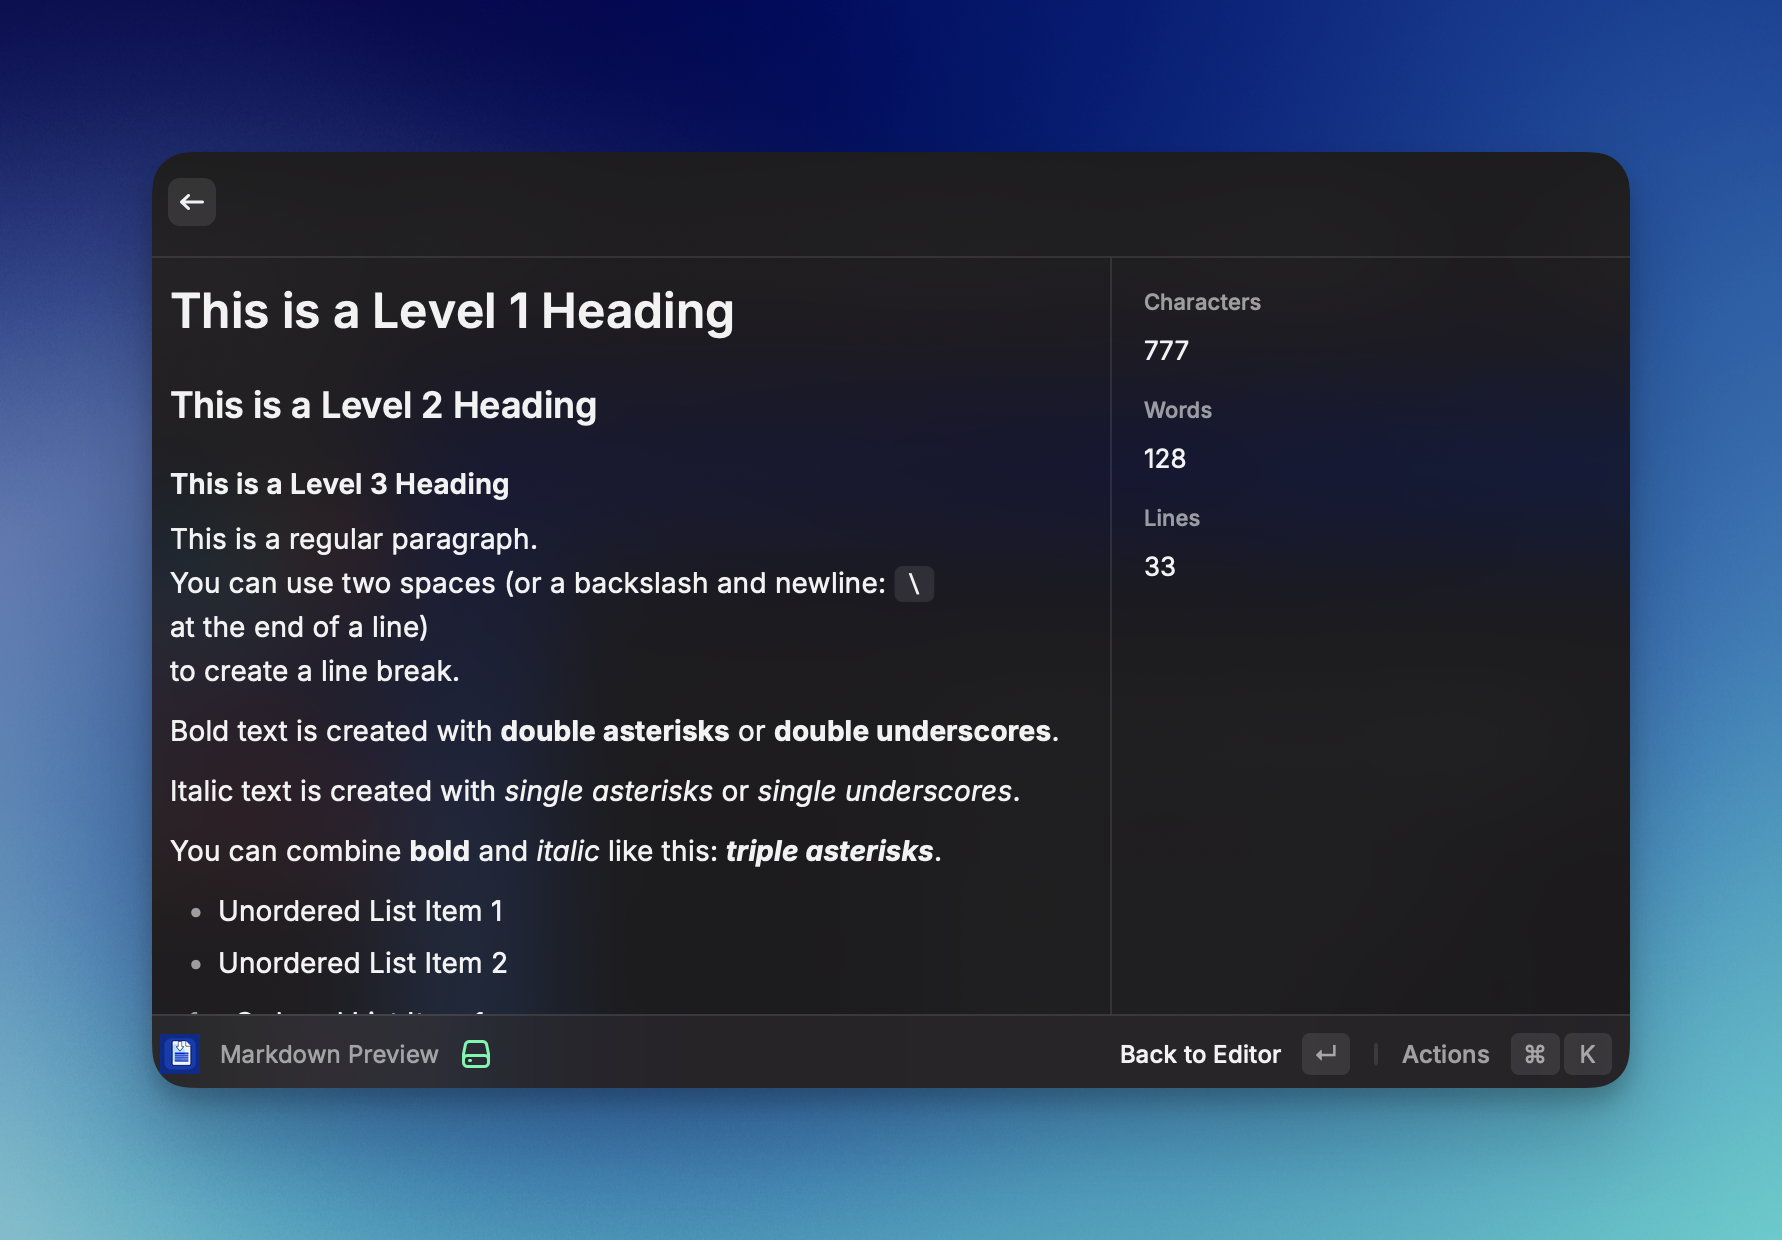 This is a Level 1 Heading
This is a Level 2 Heading
This is a Level 3 Heading
This is a regular paragraph.
You can use two spaces (or a backslash and newline: \
at the end of a line)
to create a line break.
Bold text is created with double asterisks or double underscores.
Italic text is created with single asterisks or single underscores.
You can combine bold and italic like this: triple asterisks.
• Unordered List Item 1
• Unordered List Item 2
Characters
777
Words
128
Lines
33
Markdown Preview
Back to Editor ↵ | Actions ⌘ K